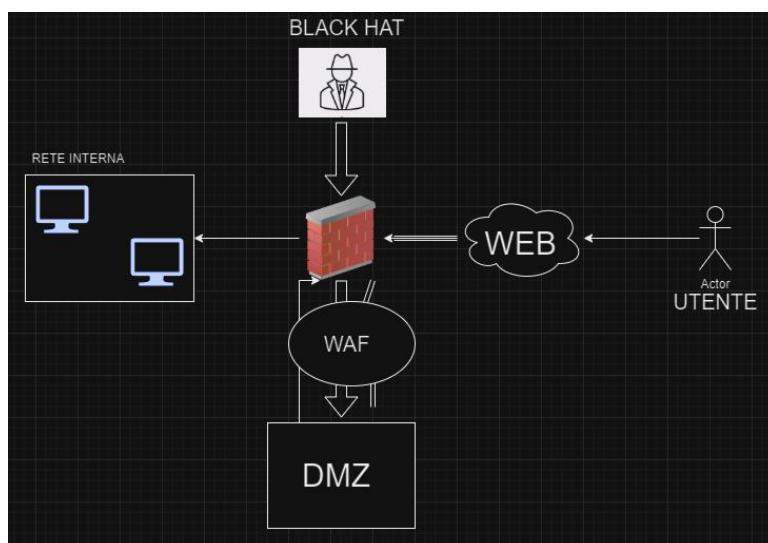 BLACK HAT
RETE INTERNA
WEB
Actor
UTENTE
WAF
DMZ